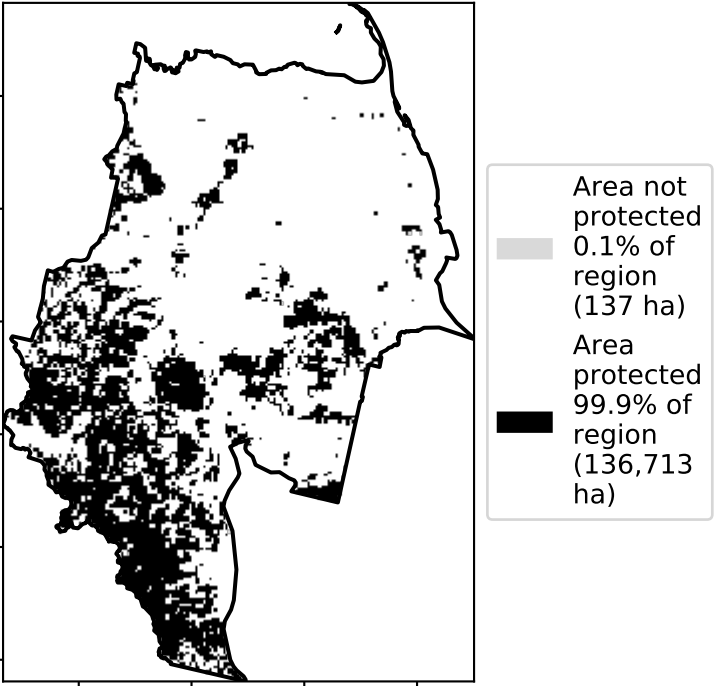 Area not
protected
0.1% of
region
(137 ha)
Area
protected
99.9% of
region
(136,713
ha)